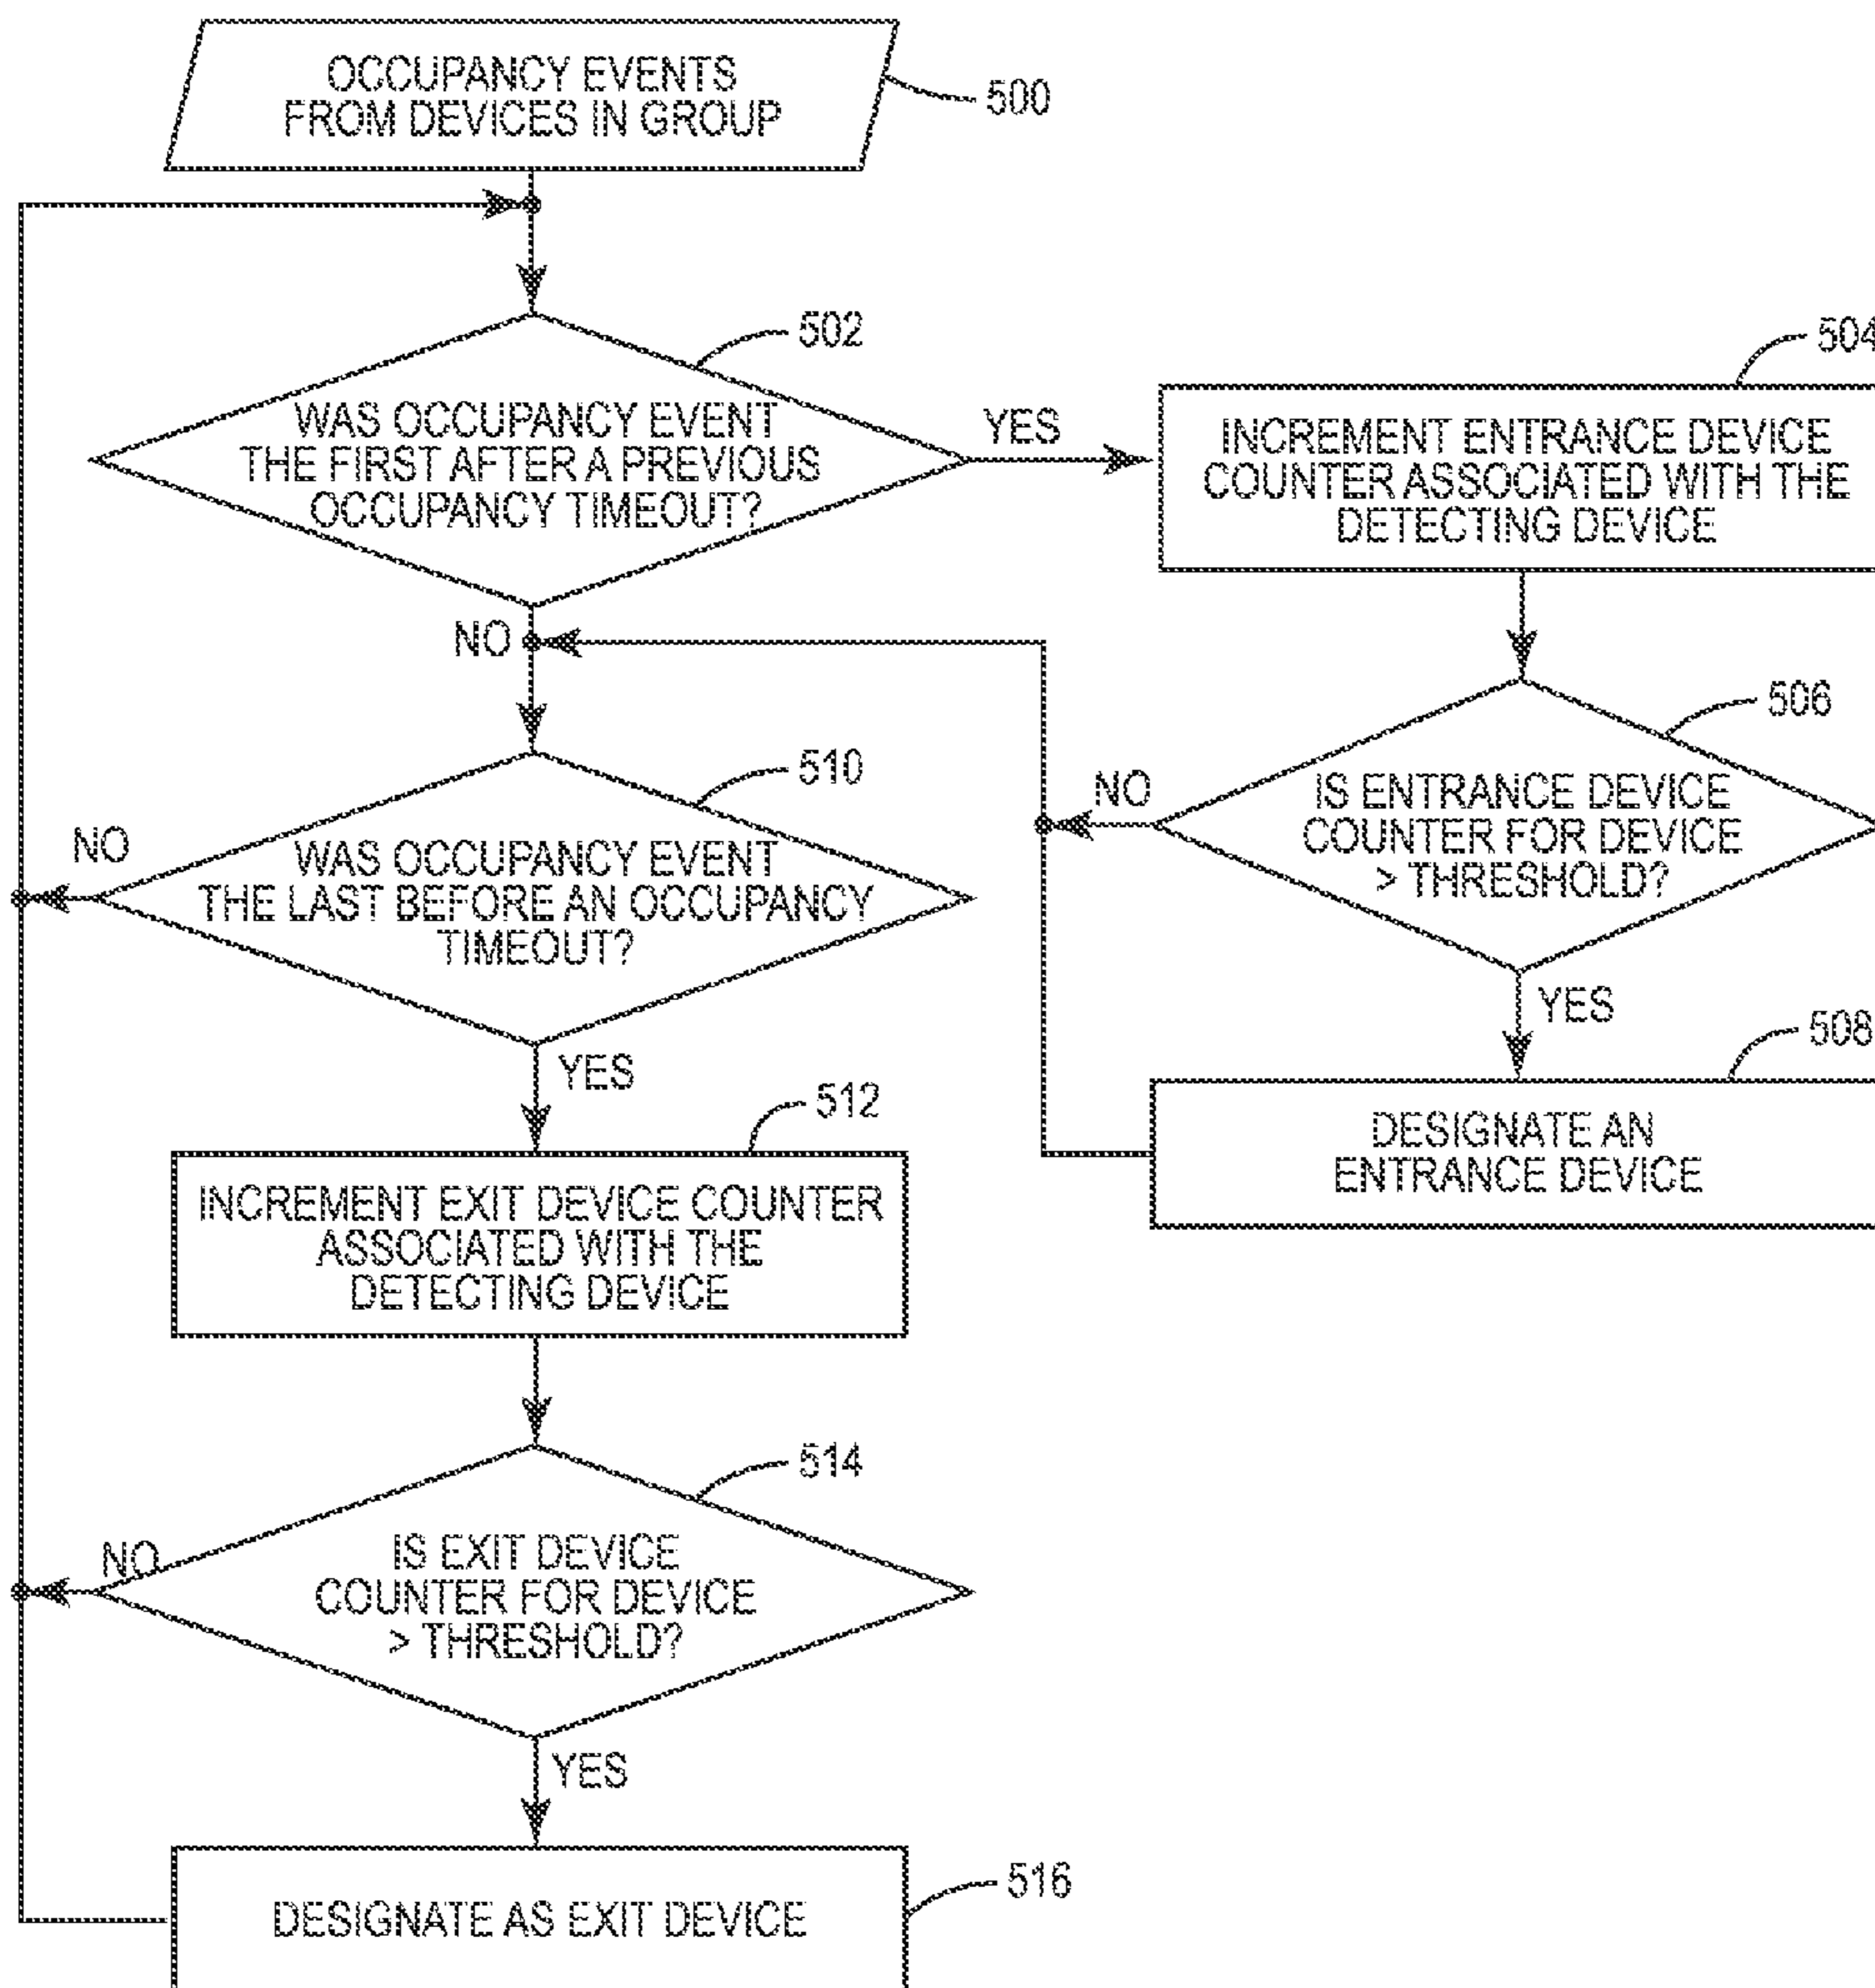 OCCUPANCY EVENTS
FROM DEVICES IN GROUP
500
502
WAS OCCUPANCY EVENT
THE FIRST AFTER A PREVIOUS
OCCUPANCY TIMEOUT?
YES
504
INCREMENT ENTRANCE DEVICE
COUNTER ASSOCIATED WITH THE
DETECTING DEVICE
NO
506
IS ENTRANCE DEVICE
COUNTER FOR DEVICE
> THRESHOLD?
NO
YES
508
DESIGNATE AN
ENTRANCE DEVICE
510
WAS OCCUPANCY EVENT
THE LAST BEFORE AN OCCUPANCY
TIMEOUT?
NO
YES
512
INCREMENT EXIT DEVICE COUNTER
ASSOCIATED WITH THE
DETECTING DEVICE
514
IS EXIT DEVICE
COUNTER FOR DEVICE
> THRESHOLD?
NO
YES
516
DESIGNATE AS EXIT DEVICE